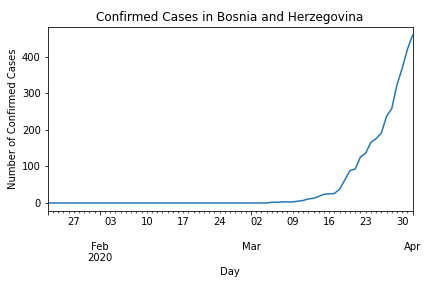 Confirmed Cases in Bosnia and Herzegovina
Number of Confirmed Cases
400
300
200
100
0
27 03 10 17 24 02 09 16 23 30
Feb Mar Apr
2020
Day